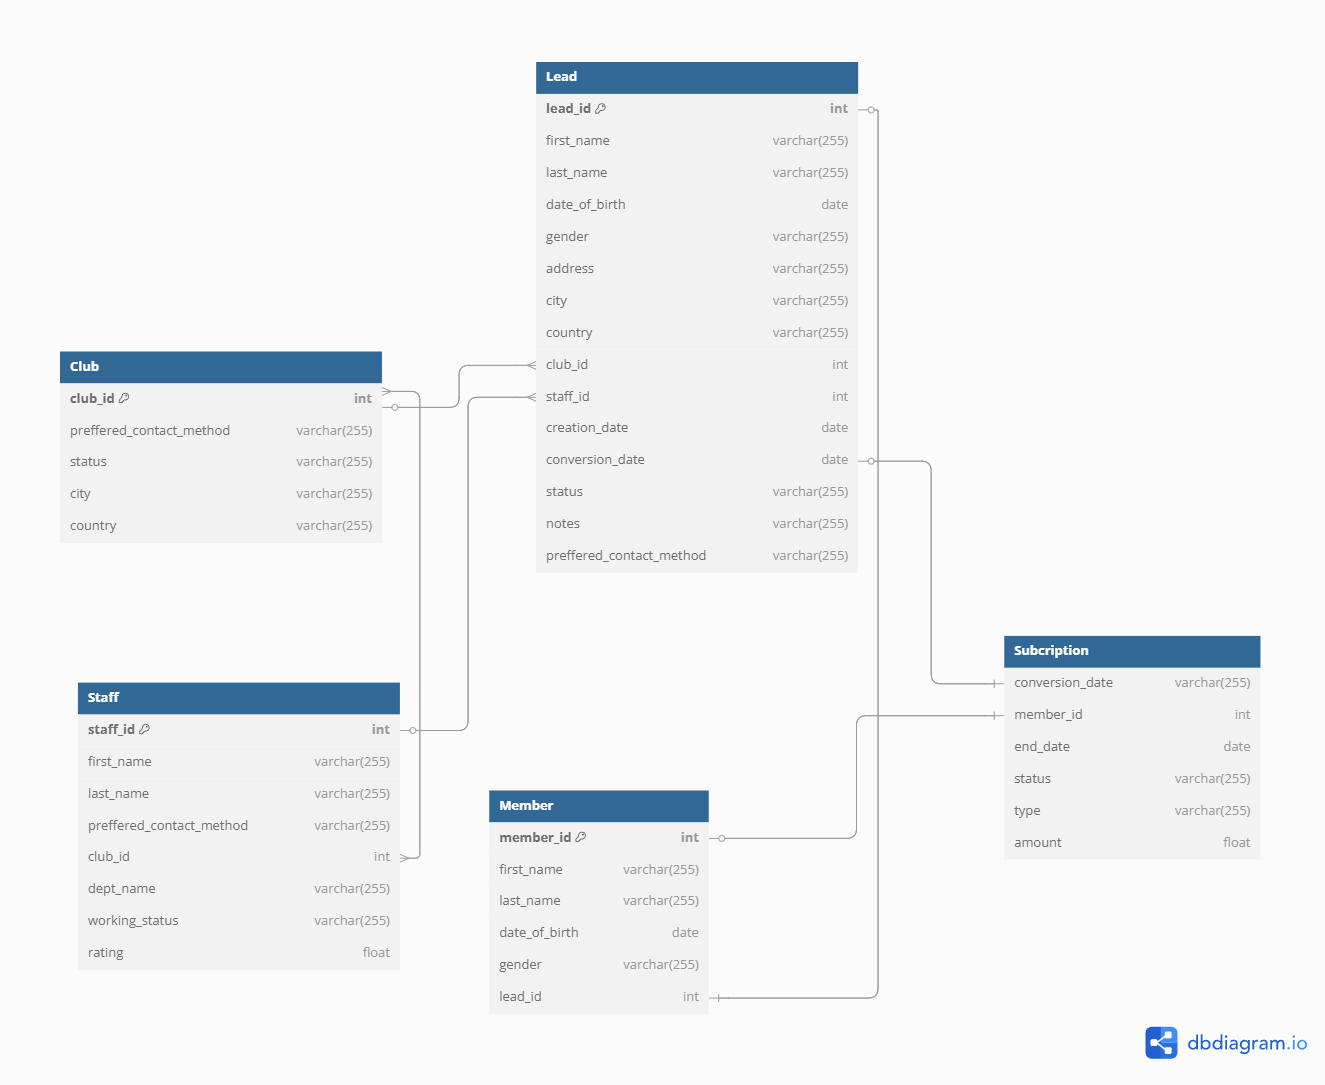 Lead
lead_id int
first_name varchar(255)
last_name varchar(255)
date_of_birth date
gender varchar(255)
address varchar(255)
city varchar(255)
country varchar(255)
club_id int
staff_id int
creation_date date
conversion_date date
status varchar(255)
notes varchar(255)
preffered_contact_method varchar(255)
Club
club_id int
preffered_contact_method varchar(255)
status varchar(255)
city varchar(255)
country varchar(255)
Staff
staff_id int
first_name varchar(255)
last_name varchar(255)
preffered_contact_method varchar(255)
club_id int
dept_name varchar(255)
working_status varchar(255)
rating float
Member
member_id int
first_name varchar(255)
last_name varchar(255)
date_of_birth date
gender varchar(255)
lead_id int
Subcription
conversion_date varchar(255)
member_id int
end_date date
status varchar(255)
type varchar(255)
amount float
dbdiagram.io